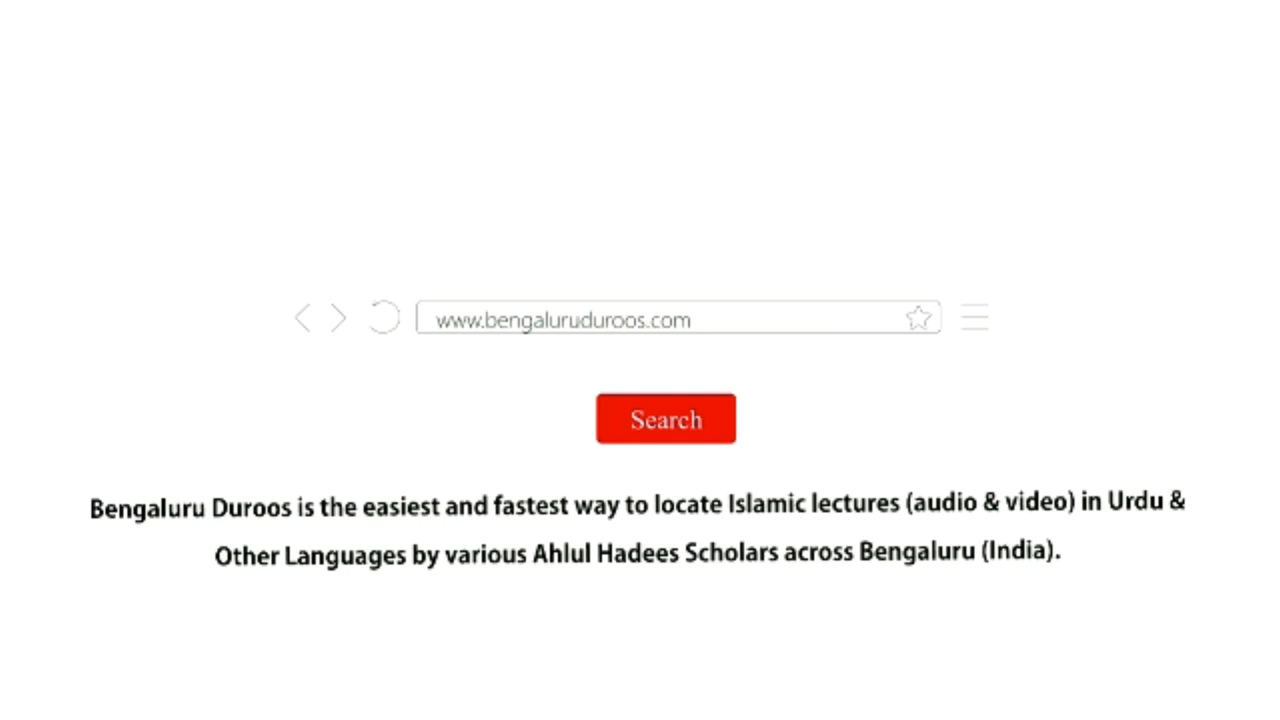 www.bengaluruduroos.com
Search
Bengaluru Duroos is the easiest and fastest way to locate Islamic lectures (audio & video) in Urdu &
Other Languages by various Ahlul Hadees Scholars across Bengaluru (India).